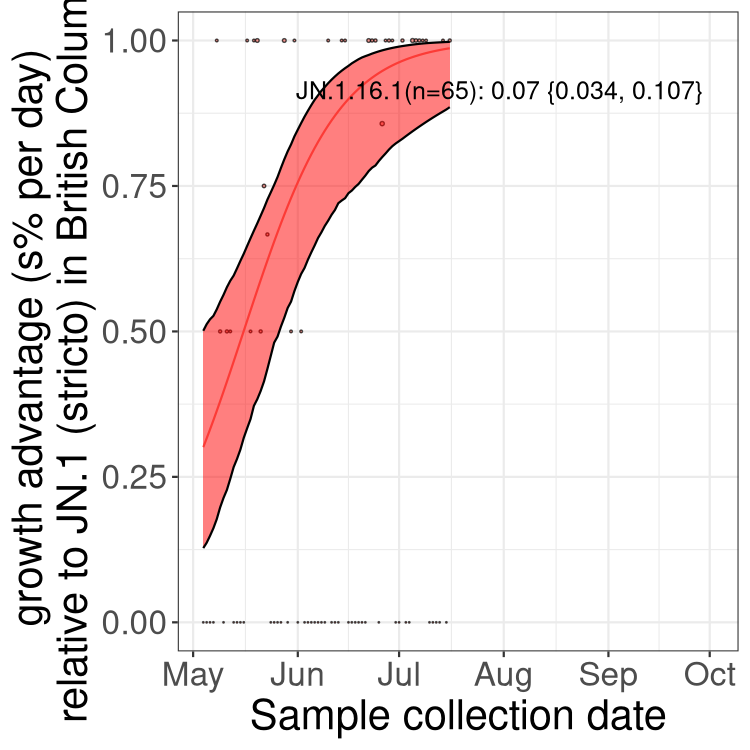 growth advantage (s% per day)
relative to JN.1 (stricto) in British Colum
1.00
0.75
0.50
0.25
0.00
JN.1.16.1(n=65): 0.07 {0.034, 0.107}
May Jun Jul Aug Sep Oct
Sample collection date